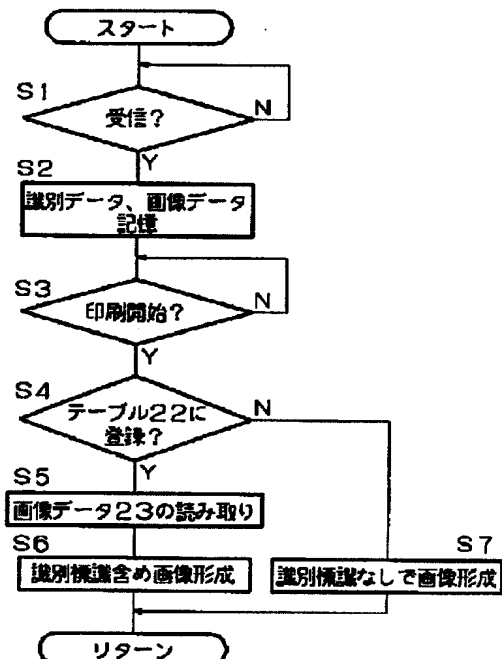 スタート
S1
受信?
N
Y
S2
識別データ、画像データ
記憶
S3
印刷開始?
N
Y
S4
テーブル22に
登録?
N
Y
S5
画像データ23の読み取り
S6
識別標識含め画像形成
S7
識別標識なしで画像形成
リターン